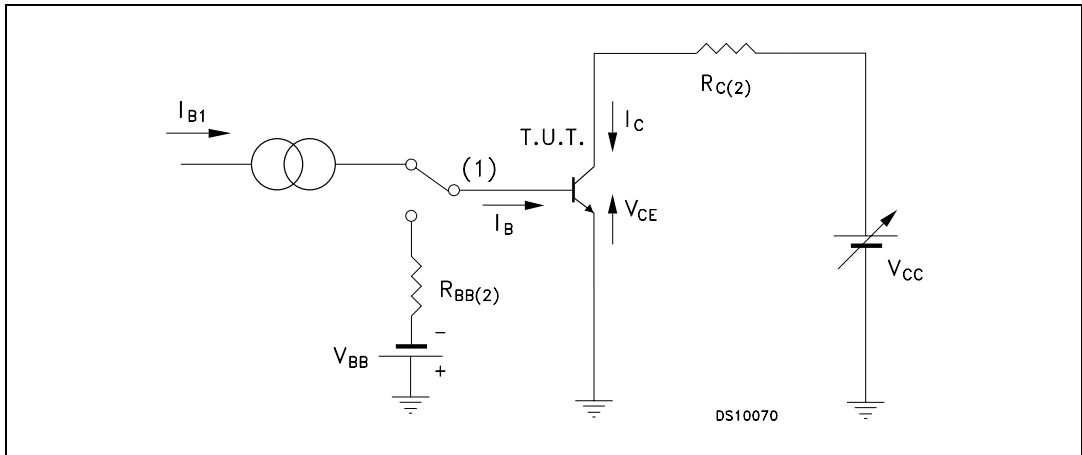 R_C(2)
I_B1
T.U.T.
I_C
(1)
I_B
V_CE
V_CC
R_BB(2)
V_BB
-
+
DS10070